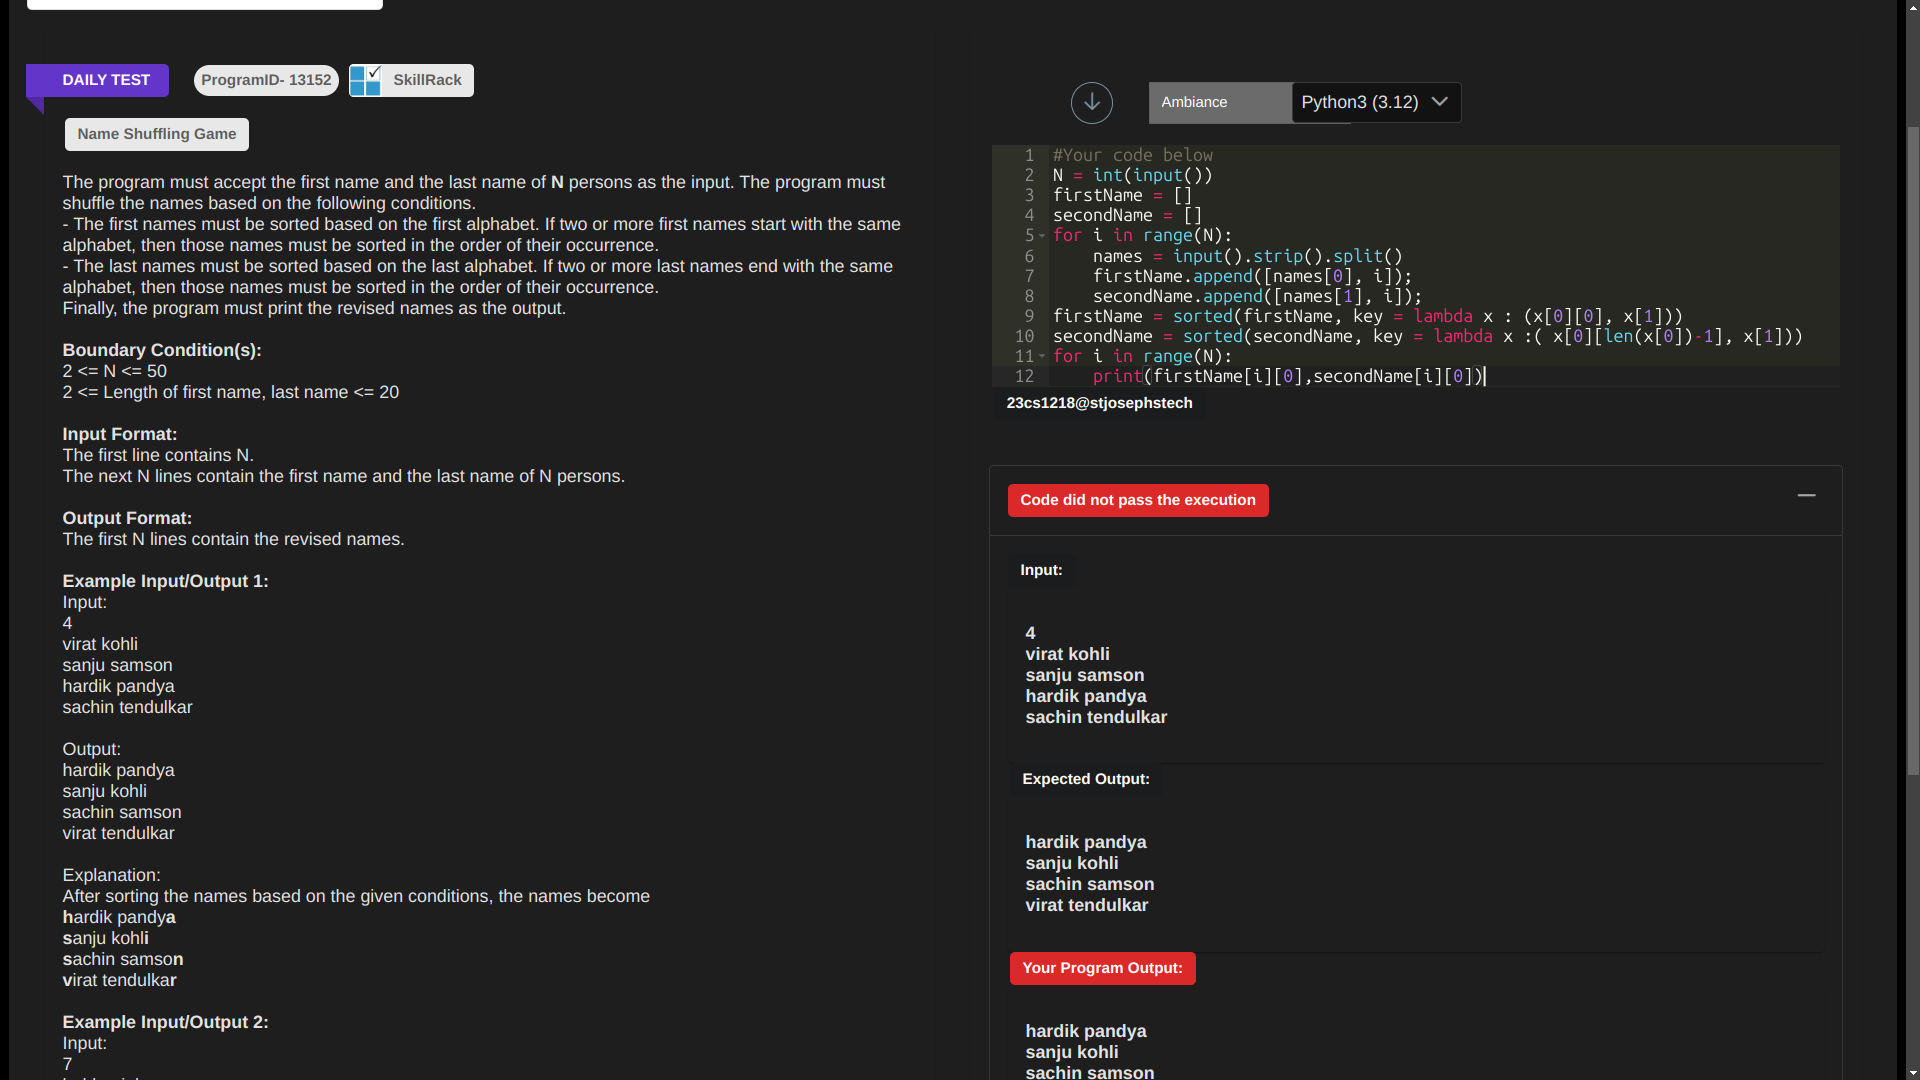 DAILY TEST
ProgramID- 13152
SkillRack
Name Shuffling Game
The program must accept the first name and the last name of N persons as the input. The program must
shuffle the names based on the following conditions.
- The first names must be sorted based on the first alphabet. If two or more first names start with the same
alphabet, then those names must be sorted in the order of their occurrence.
- The last names must be sorted based on the last alphabet. If two or more last names end with the same
alphabet, then those names must be sorted in the order of their occurrence.
Finally, the program must print the revised names as the output.
Boundary Condition(s):
2 <= N <= 50
2 <= Length of first name, last name <= 20
Input Format:
The first line contains N.
The next N lines contain the first name and the last name of N persons.
Output Format:
The first N lines contain the revised names.
Example Input/Output 1:
Input:
4
virat kohli
sanju samson
hardik pandya
sachin tendulkar
Output:
hardik pandya
sanju kohli
sachin samson
virat tendulkar
Explanation:
After sorting the names based on the given conditions, the names become
hardik pandya
sanju kohli
sachin samson
virat tendulkar
Example Input/Output 2:
Input:
7
Ambiance
Python3 (3.12)
1 #Your code below
2 N = int(input())
3 firstName = []
4 secondName = []
5 for i in range(N):
6     names = input().strip().split()
7     firstName.append([names[0], i]);
8     secondName.append([names[1], i]);
9 firstName = sorted(firstName, key = lambda x : (x[0][0], x[1]))
10 secondName = sorted(secondName, key = lambda x :( x[0][len(x[0])-1], x[1]))
11 for i in range(N):
12     print(firstName[i][0],secondName[i][0])
23cs1218@stjosephstech
Code did not pass the execution
Input:
4
virat kohli
sanju samson
hardik pandya
sachin tendulkar
Expected Output:
hardik pandya
sanju kohli
sachin samson
virat tendulkar
Your Program Output:
hardik pandya
sanju kohli
sachin samson